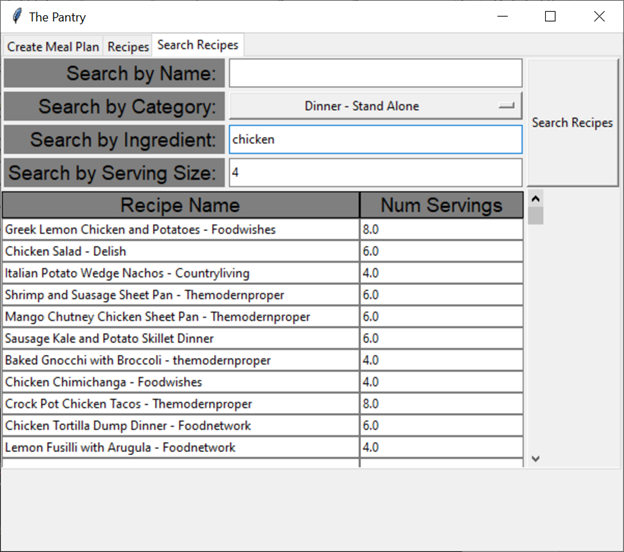 The Pantry
Create Meal Plan Recipes Search Recipes
Search by Name:
Search by Category: Dinner - Stand Alone
Search by Ingredient: chicken
Search by Serving Size: 4
Search Recipes
Recipe Name Num Servings
Greek Lemon Chicken and Potatoes - Foodwishes 8.0
Chicken Salad - Delish 6.0
Italian Potato Wedge Nachos - Countryliving 4.0
Shrimp and Suasage Sheet Pan - Themodernproper 6.0
Mango Chutney Chicken Sheet Pan - Themodernproper 6.0
Sausage Kale and Potato Skillet Dinner 6.0
Baked Gnocchi with Broccoli - themodernproper 4.0
Chicken Chimichanga - Foodwishes 4.0
Crock Pot Chicken Tacos - Themodernproper 8.0
Chicken Tortilla Dump Dinner - Foodnetwork 6.0
Lemon Fusilli with Arugula - Foodnetwork 4.0